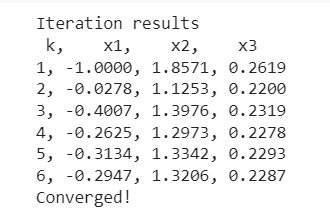 Iteration results
k, x1, x2, x3
1, -1.0000, 1.8571, 0.2619
2, -0.0278, 1.1253, 0.2200
3, -0.4007, 1.3976, 0.2319
4, -0.2625, 1.2973, 0.2278
5, -0.3134, 1.3342, 0.2293
6, -0.2947, 1.3206, 0.2287
Converged!